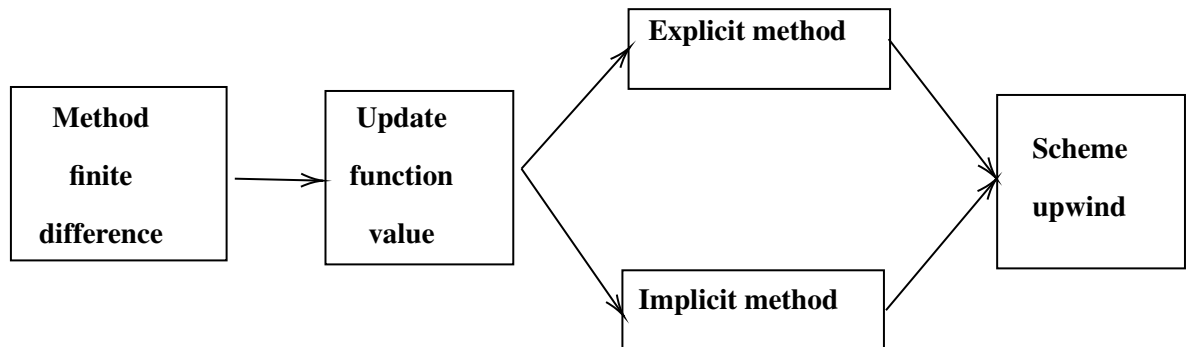 Method
finite
difference
Update
function
value
Explicit method
Implicit method
Scheme
upwind